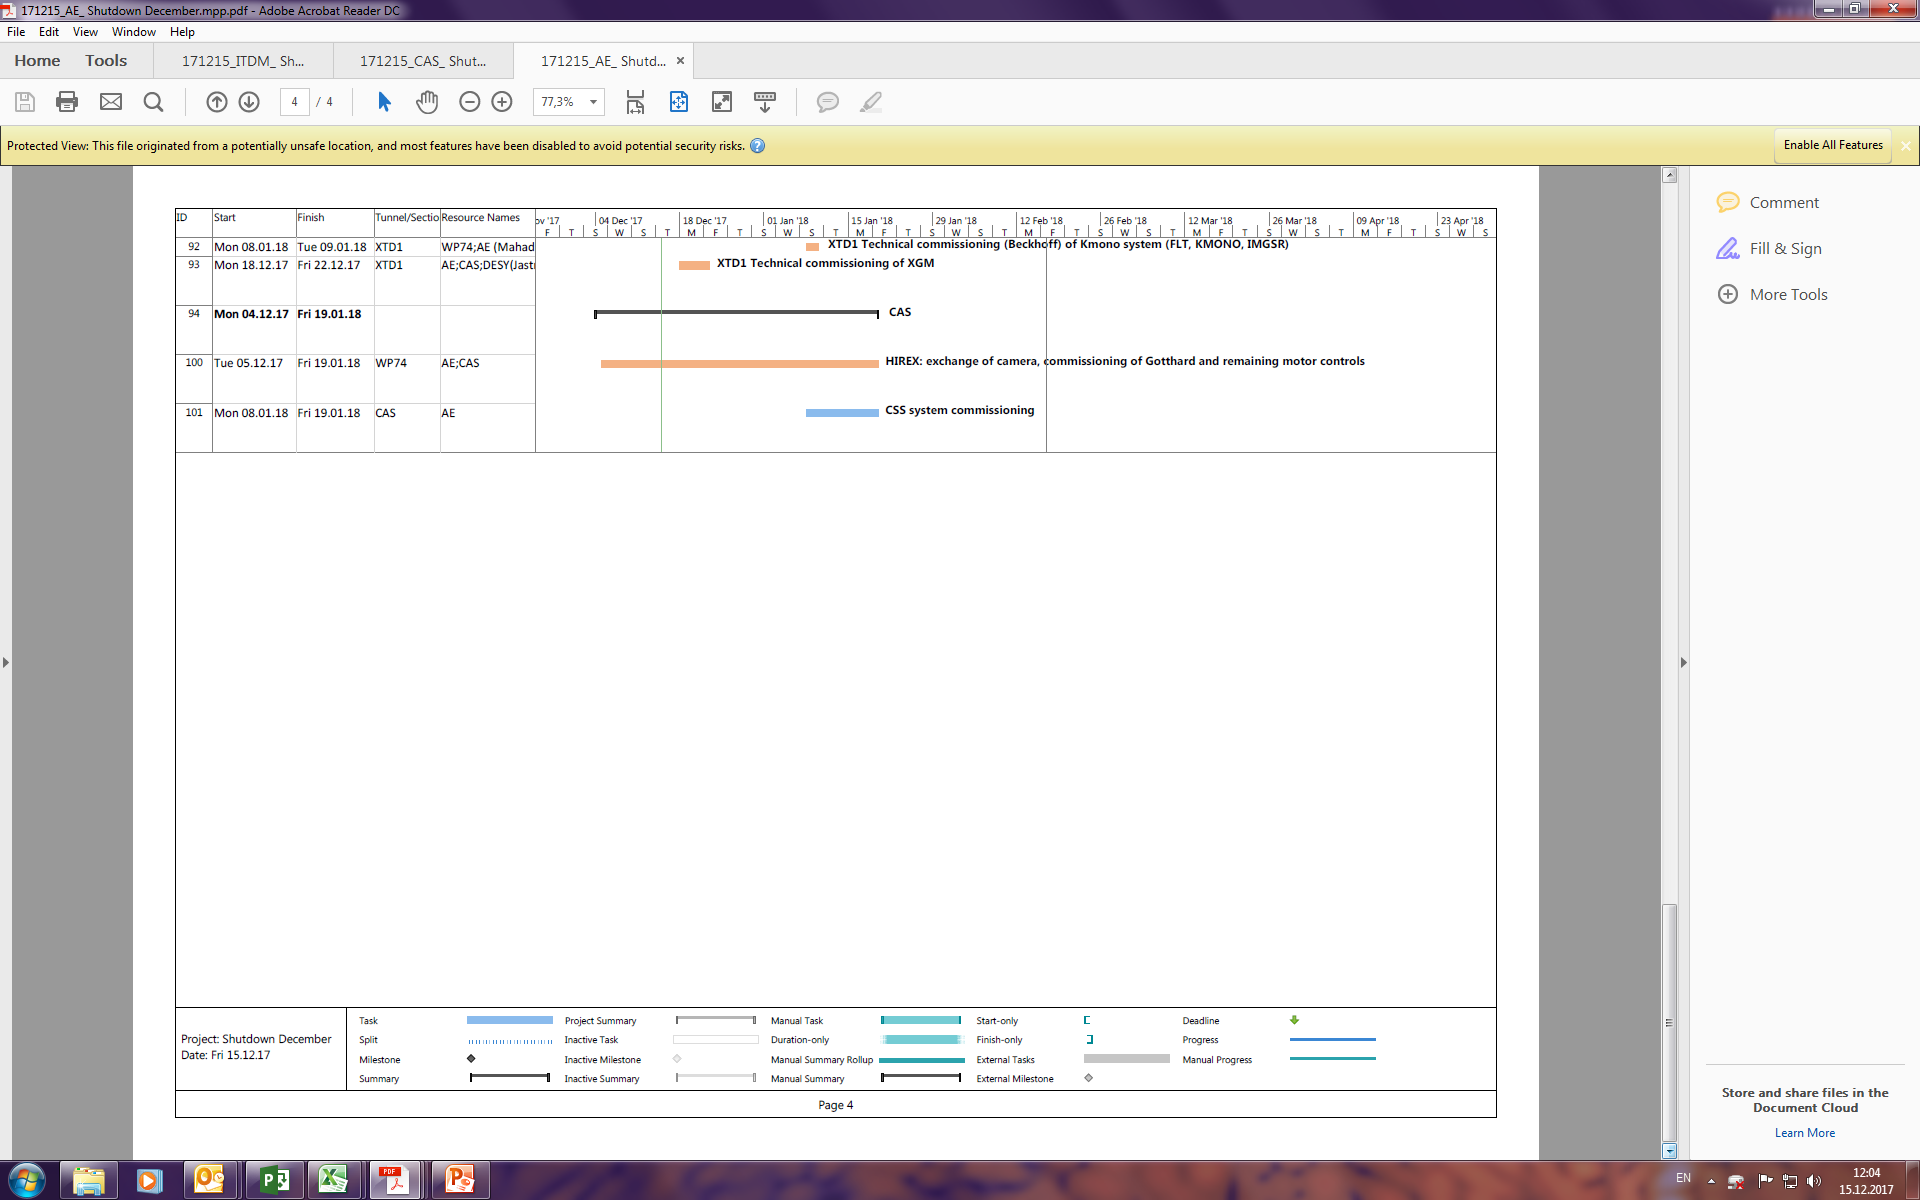 171215_AE_ Shutdown December.mpp.pdf - Adobe Acrobat Reader DC
File Edit View Window Help
Home Tools 171215_ITDM_ Sh... 171215_CAS_ Shut... 171215_AE_ Shutd... ×
4 / 4 77,3%
Protected View: This file originated from a potentially unsafe location, and most features have been disabled to avoid potential security risks. ? Enable All Features
ID Start Finish Tunnel/Sectio Resource Names ov '17 04 Dec '17 18 Dec '17 01 Jan '18 15 Jan '18 29 Jan '18 12 Feb '18 26 Feb '18 12 Mar '18 26 Mar '18 09 Apr '18 23 Apr '18
F T S W T M F T S W T M F T S W T M F T S W T M F T S W T M F T S W T M F T S W S
92 Mon 08.01.18 Tue 09.01.18 XTD1 WP74;AE (Mahad XTD1 Technical commissioning (Beckhoff) of Kmono system (FLT, KMONO, IMGSR)
93 Mon 18.12.17 Fri 22.12.17 XTD1 AE;CAS;DESY(Jast XTD1 Technical commissioning of XGM
94 Mon 04.12.17 Fri 19.01.18 CAS
100 Tue 05.12.17 Fri 19.01.18 WP74 AE;CAS HIREX: exchange of camera, commissioning of Gotthard and remaining motor controls
101 Mon 08.01.18 Fri 19.01.18 CAS AE CSS system commissioning
Project: Shutdown December
Date: Fri 15.12.17
Task Project Summary Manual Task Start-only Deadline
Split Inactive Task Duration-only Finish-only Progress
Milestone Inactive Milestone Manual Summary Rollup External Tasks Manual Progress
Summary Inactive Summary Manual Summary External Milestone
Page 4
Comment
Fill & Sign
More Tools
Store and share files in the
Document Cloud
Learn More
EN 12:04
15.12.2017